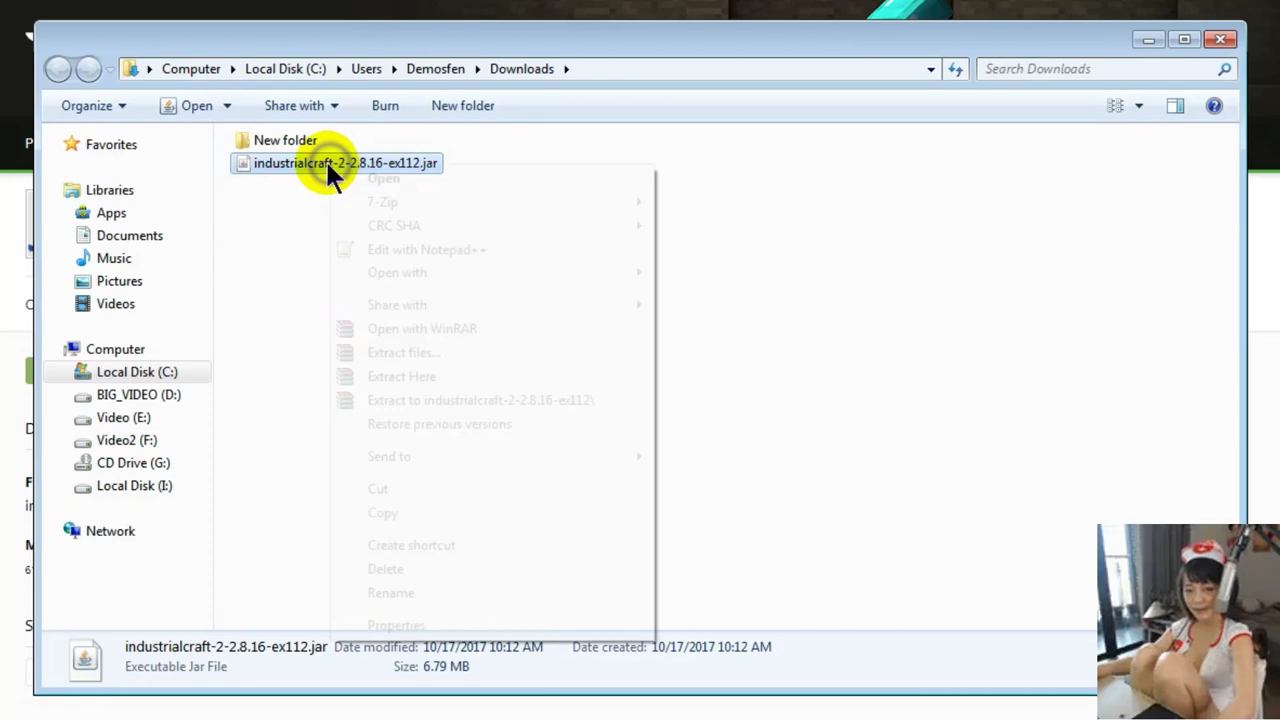 Computer Local Disk (C:) Users Demosfen Downloads
Search Downloads
Organize Open Share with Burn New folder
Favorites
Libraries
Apps
Documents
Music
Pictures
Videos
Computer
Local Disk (C:)
BIG_VIDEO (D:)
Video (E:)
Video2 (F:)
CD Drive (G:)
Local Disk (I:)
Network
New folder
industrialcraft-2-2.8.16-ex112.jar
Open
7-Zip
CRC SHA
Edit with Notepad++
Open with
Share with
Open with WinRAR
Extract files...
Extract Here
Extract to industrialcraft-2-2.8.16-ex112\
Restore previous versions
Send to
Cut
Copy
Create shortcut
Delete
Rename
Properties
industrialcraft-2-2.8.16-ex112.jar Date modified: 10/17/2017 10:12 AM Date created: 10/17/2017 10:12 AM
Executable Jar File Size: 6.79 MB